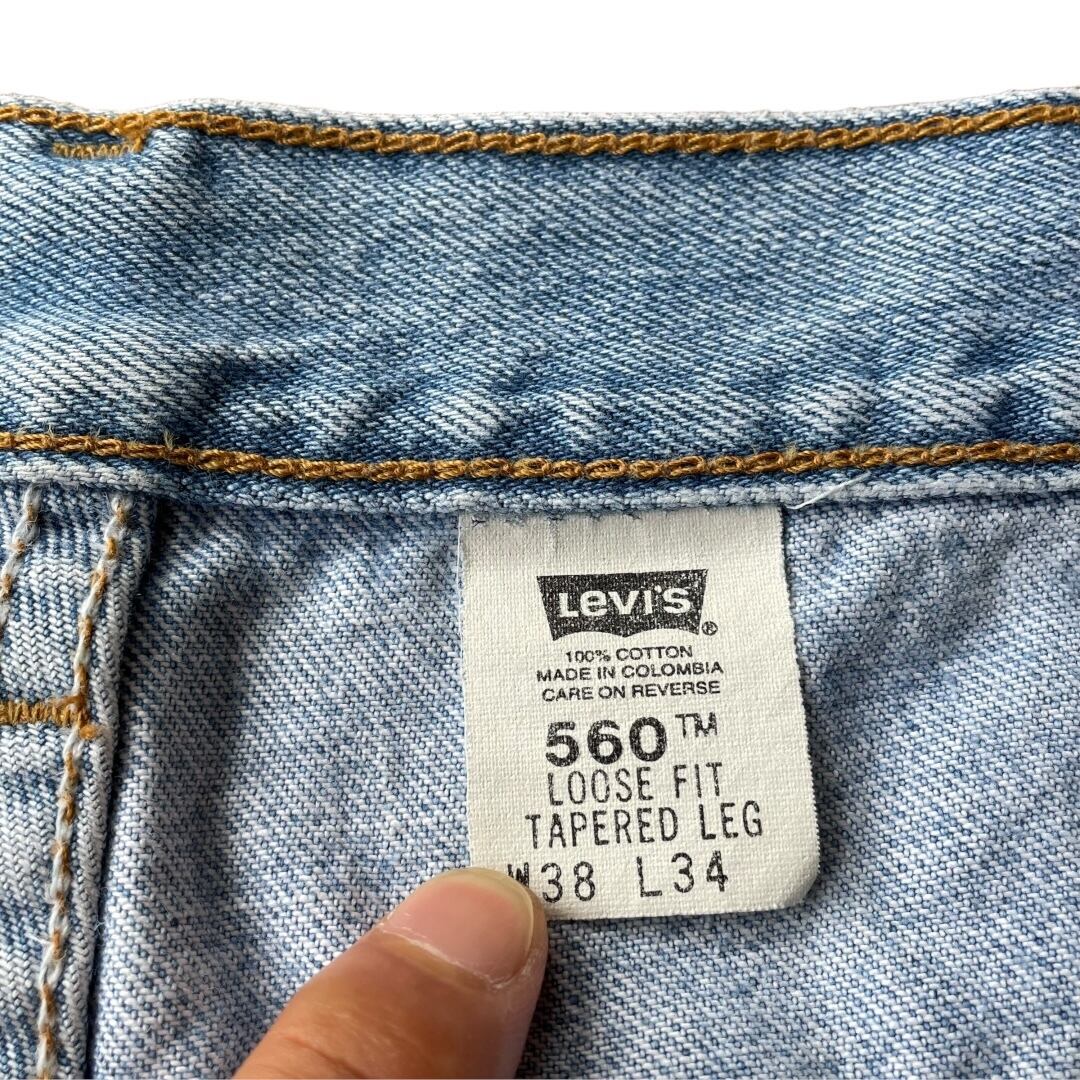 Levi's®
100% COTTON
MADE IN COLOMBIA
CARE ON REVERSE
560™
LOOSE FIT
TAPERED LEG
W38 L34